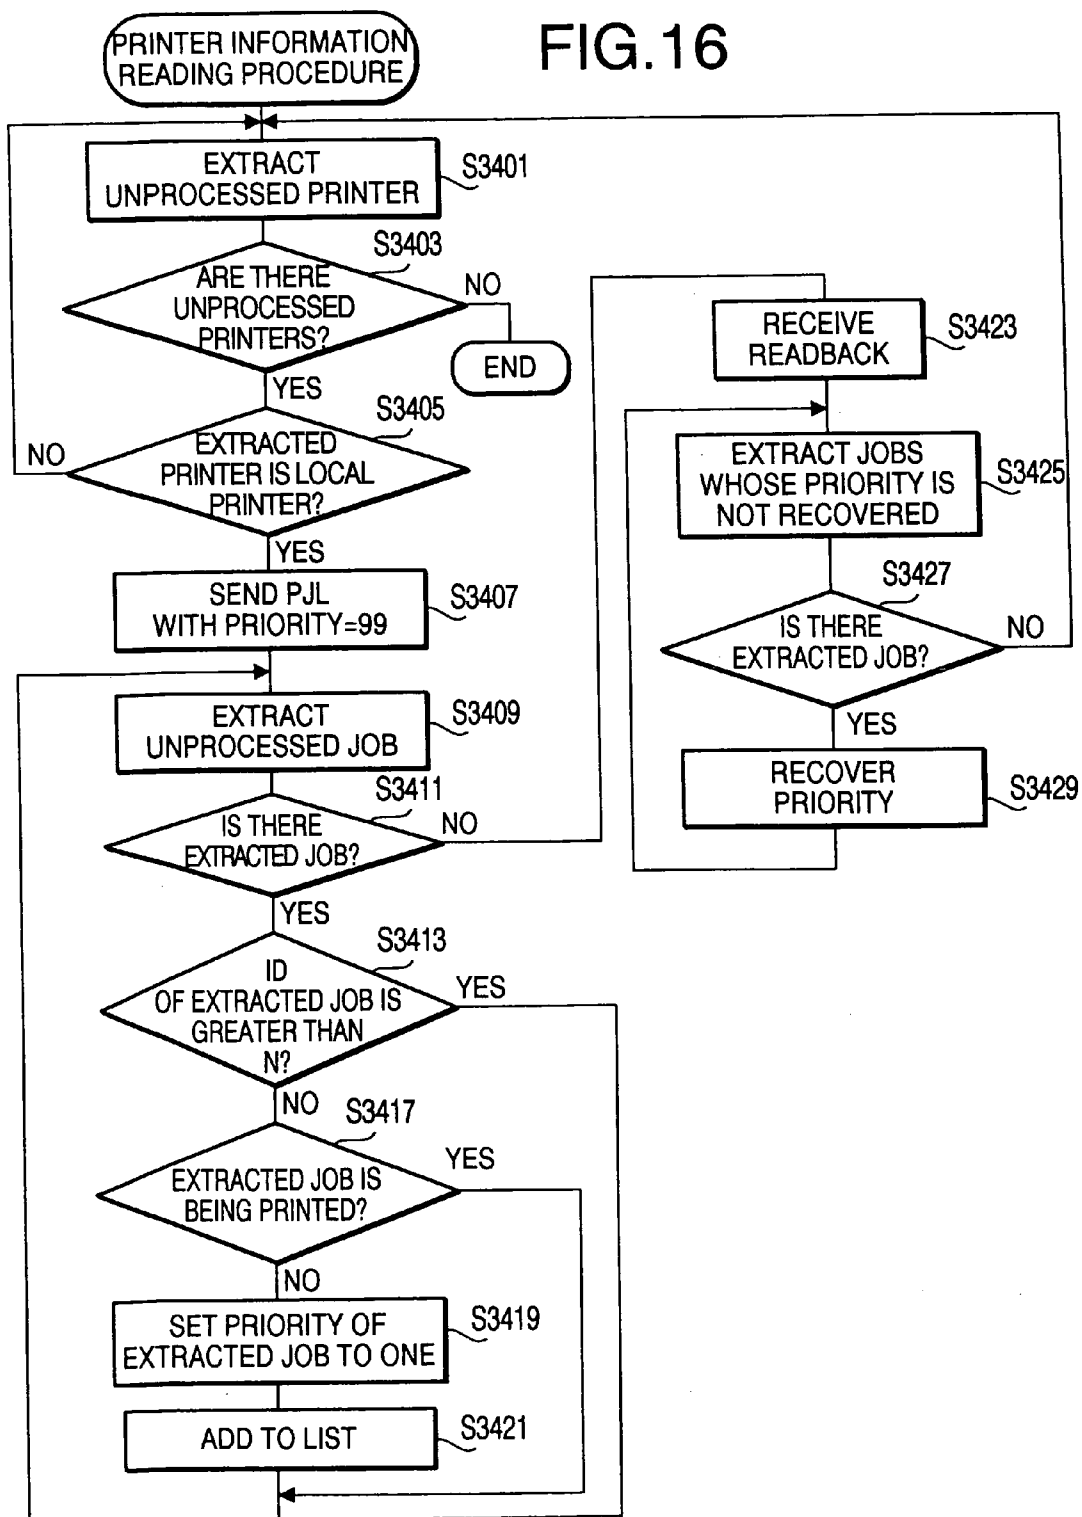 FIG.16
PRINTER INFORMATION
READING PROCEDURE
EXTRACT
UNPROCESSED PRINTER
S3401
S3403
ARE THERE
UNPROCESSED
PRINTERS?
NO
END
YES
S3405
EXTRACTED
PRINTER IS LOCAL
PRINTER?
NO
YES
SEND PJL
WITH PRIORITY=99
S3407
EXTRACT
UNPROCESSED JOB
S3409
S3411
IS THERE
EXTRACTED JOB?
NO
YES
S3413
ID
OF EXTRACTED JOB IS
GREATER THAN
N?
YES
NO
S3417
EXTRACTED JOB IS
BEING PRINTED?
YES
NO
SET PRIORITY OF
EXTRACTED JOB TO ONE
S3419
ADD TO LIST
S3421
RECEIVE
READBACK
S3423
EXTRACT JOBS
WHOSE PRIORITY IS
NOT RECOVERED
S3425
S3427
IS THERE
EXTRACTED JOB?
NO
YES
RECOVER
PRIORITY
S3429